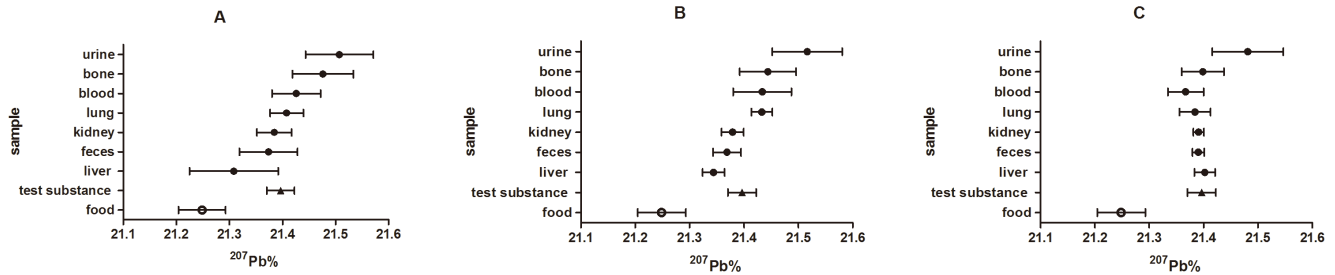 A
sample
urine
bone
blood
lung
kidney
feces
liver
test substance
food
21.1 21.2 21.3 21.4 21.5 21.6
²⁰⁷Pb%
B
sample
urine
bone
blood
lung
kidney
feces
liver
test substance
food
21.1 21.2 21.3 21.4 21.5 21.6
²⁰⁷Pb%
C
sample
urine
bone
blood
lung
kidney
feces
liver
test substance
food
21.1 21.2 21.3 21.4 21.5 21.6
²⁰⁷Pb%